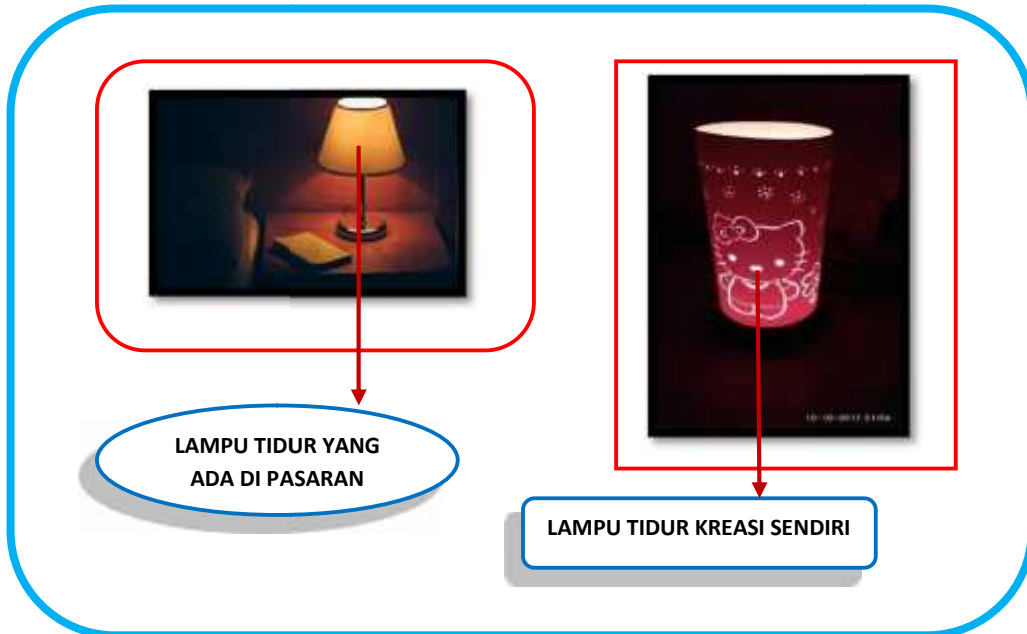 LAMPU TIDUR YANG
ADA DI PASARAN
LAMPU TIDUR KREASI SENDIRI